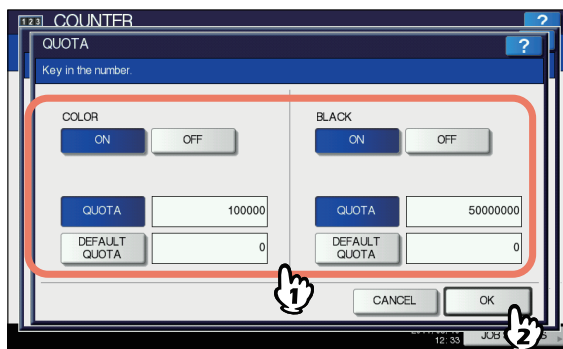 123 COUNTER ?
QUOTA ?
Key in the number.
COLOR
ON OFF
QUOTA 100000
DEFAULT QUOTA 0
BLACK
ON OFF
QUOTA 50000000
DEFAULT QUOTA 0
1
CANCEL OK
2
12:33 JOB S